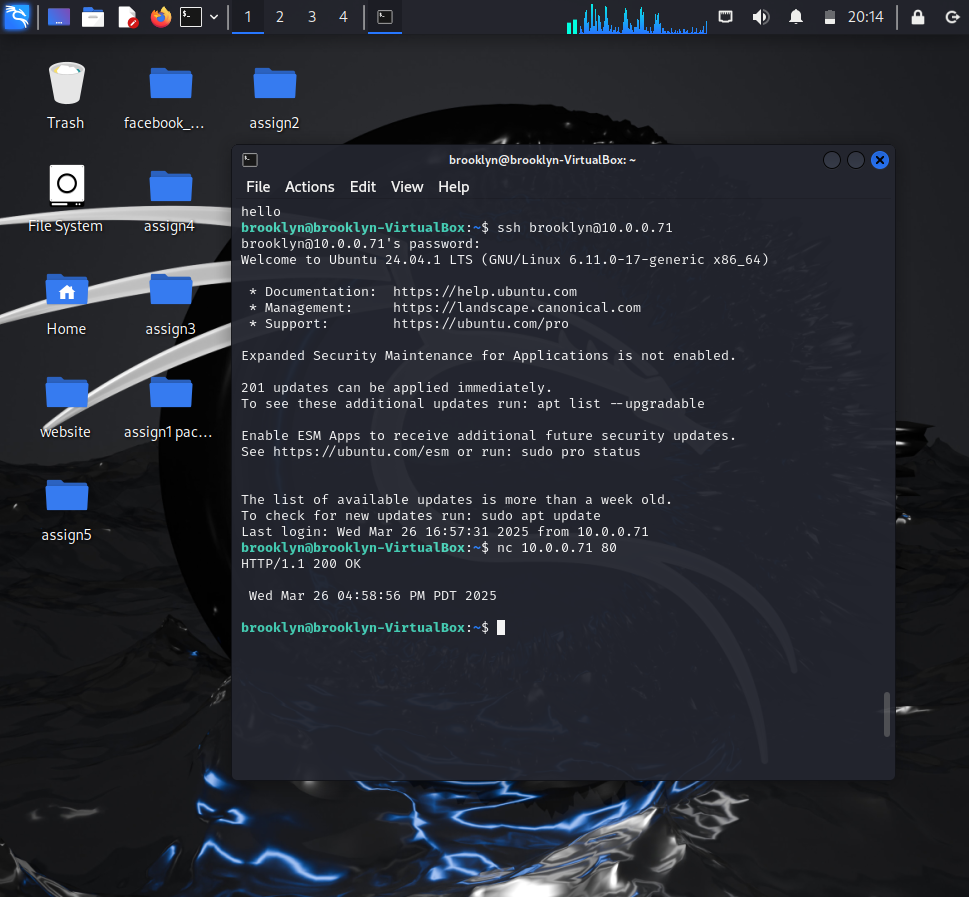 1 2 3 4 20:14
Trash
facebook_...
assign2
File System
assign4
Home
assign3
website
assign1 pac...
assign5
brooklyn@brooklyn-VirtualBox: ~
File Actions Edit View Help
hello
brooklyn@brooklyn-VirtualBox:~$ ssh brooklyn@10.0.0.71
brooklyn@10.0.0.71's password:
Welcome to Ubuntu 24.04.1 LTS (GNU/Linux 6.11.0-17-generic x86_64)
* Documentation: https://help.ubuntu.com
* Management: https://landscape.canonical.com
* Support: https://ubuntu.com/pro
Expanded Security Maintenance for Applications is not enabled.
201 updates can be applied immediately.
To see these additional updates run: apt list --upgradable
Enable ESM Apps to receive additional future security updates.
See https://ubuntu.com/esm or run: sudo pro status
The list of available updates is more than a week old.
To check for new updates run: sudo apt update
Last login: Wed Mar 26 16:57:31 2025 from 10.0.0.71
brooklyn@brooklyn-VirtualBox:~$ nc 10.0.0.71 80
HTTP/1.1 200 OK
Wed Mar 26 04:58:56 PM PDT 2025
brooklyn@brooklyn-VirtualBox:~$